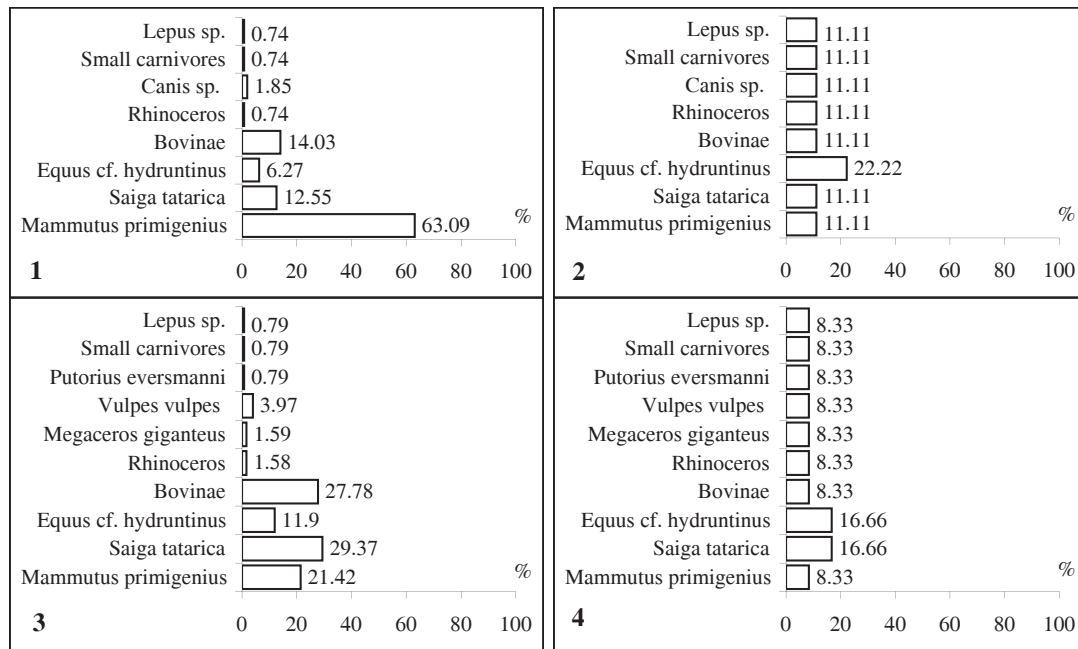 Lepus sp. 0.74
Small carnivores 0.74
Canis sp. 1.85
Rhinoceros 0.74
Bovinae 14.03
Equus cf. hydruntinus 6.27
Saiga tatarica 12.55
Mammutus primigenius 63.09 %
1 0 20 40 60 80 100
Lepus sp. 11.11
Small carnivores 11.11
Canis sp. 11.11
Rhinoceros 11.11
Bovinae 11.11
Equus cf. hydruntinus 22.22
Saiga tatarica 11.11
Mammutus primigenius 11.11 %
2 0 20 40 60 80 100
Lepus sp. 0.79
Small carnivores 0.79
Putorius eversmanni 0.79
Vulpes vulpes 3.97
Megaceros giganteus 1.59
Rhinoceros 1.58
Bovinae 27.78
Equus cf. hydruntinus 11.9
Saiga tatarica 29.37
Mammutus primigenius 21.42 %
3 0 20 40 60 80 100
Lepus sp. 8.33
Small carnivores 8.33
Putorius eversmanni 8.33
Vulpes vulpes 8.33
Megaceros giganteus 8.33
Rhinoceros 8.33
Bovinae 8.33
Equus cf. hydruntinus 16.66
Saiga tatarica 16.66
Mammutus primigenius 8.33 %
4 0 20 40 60 80 100